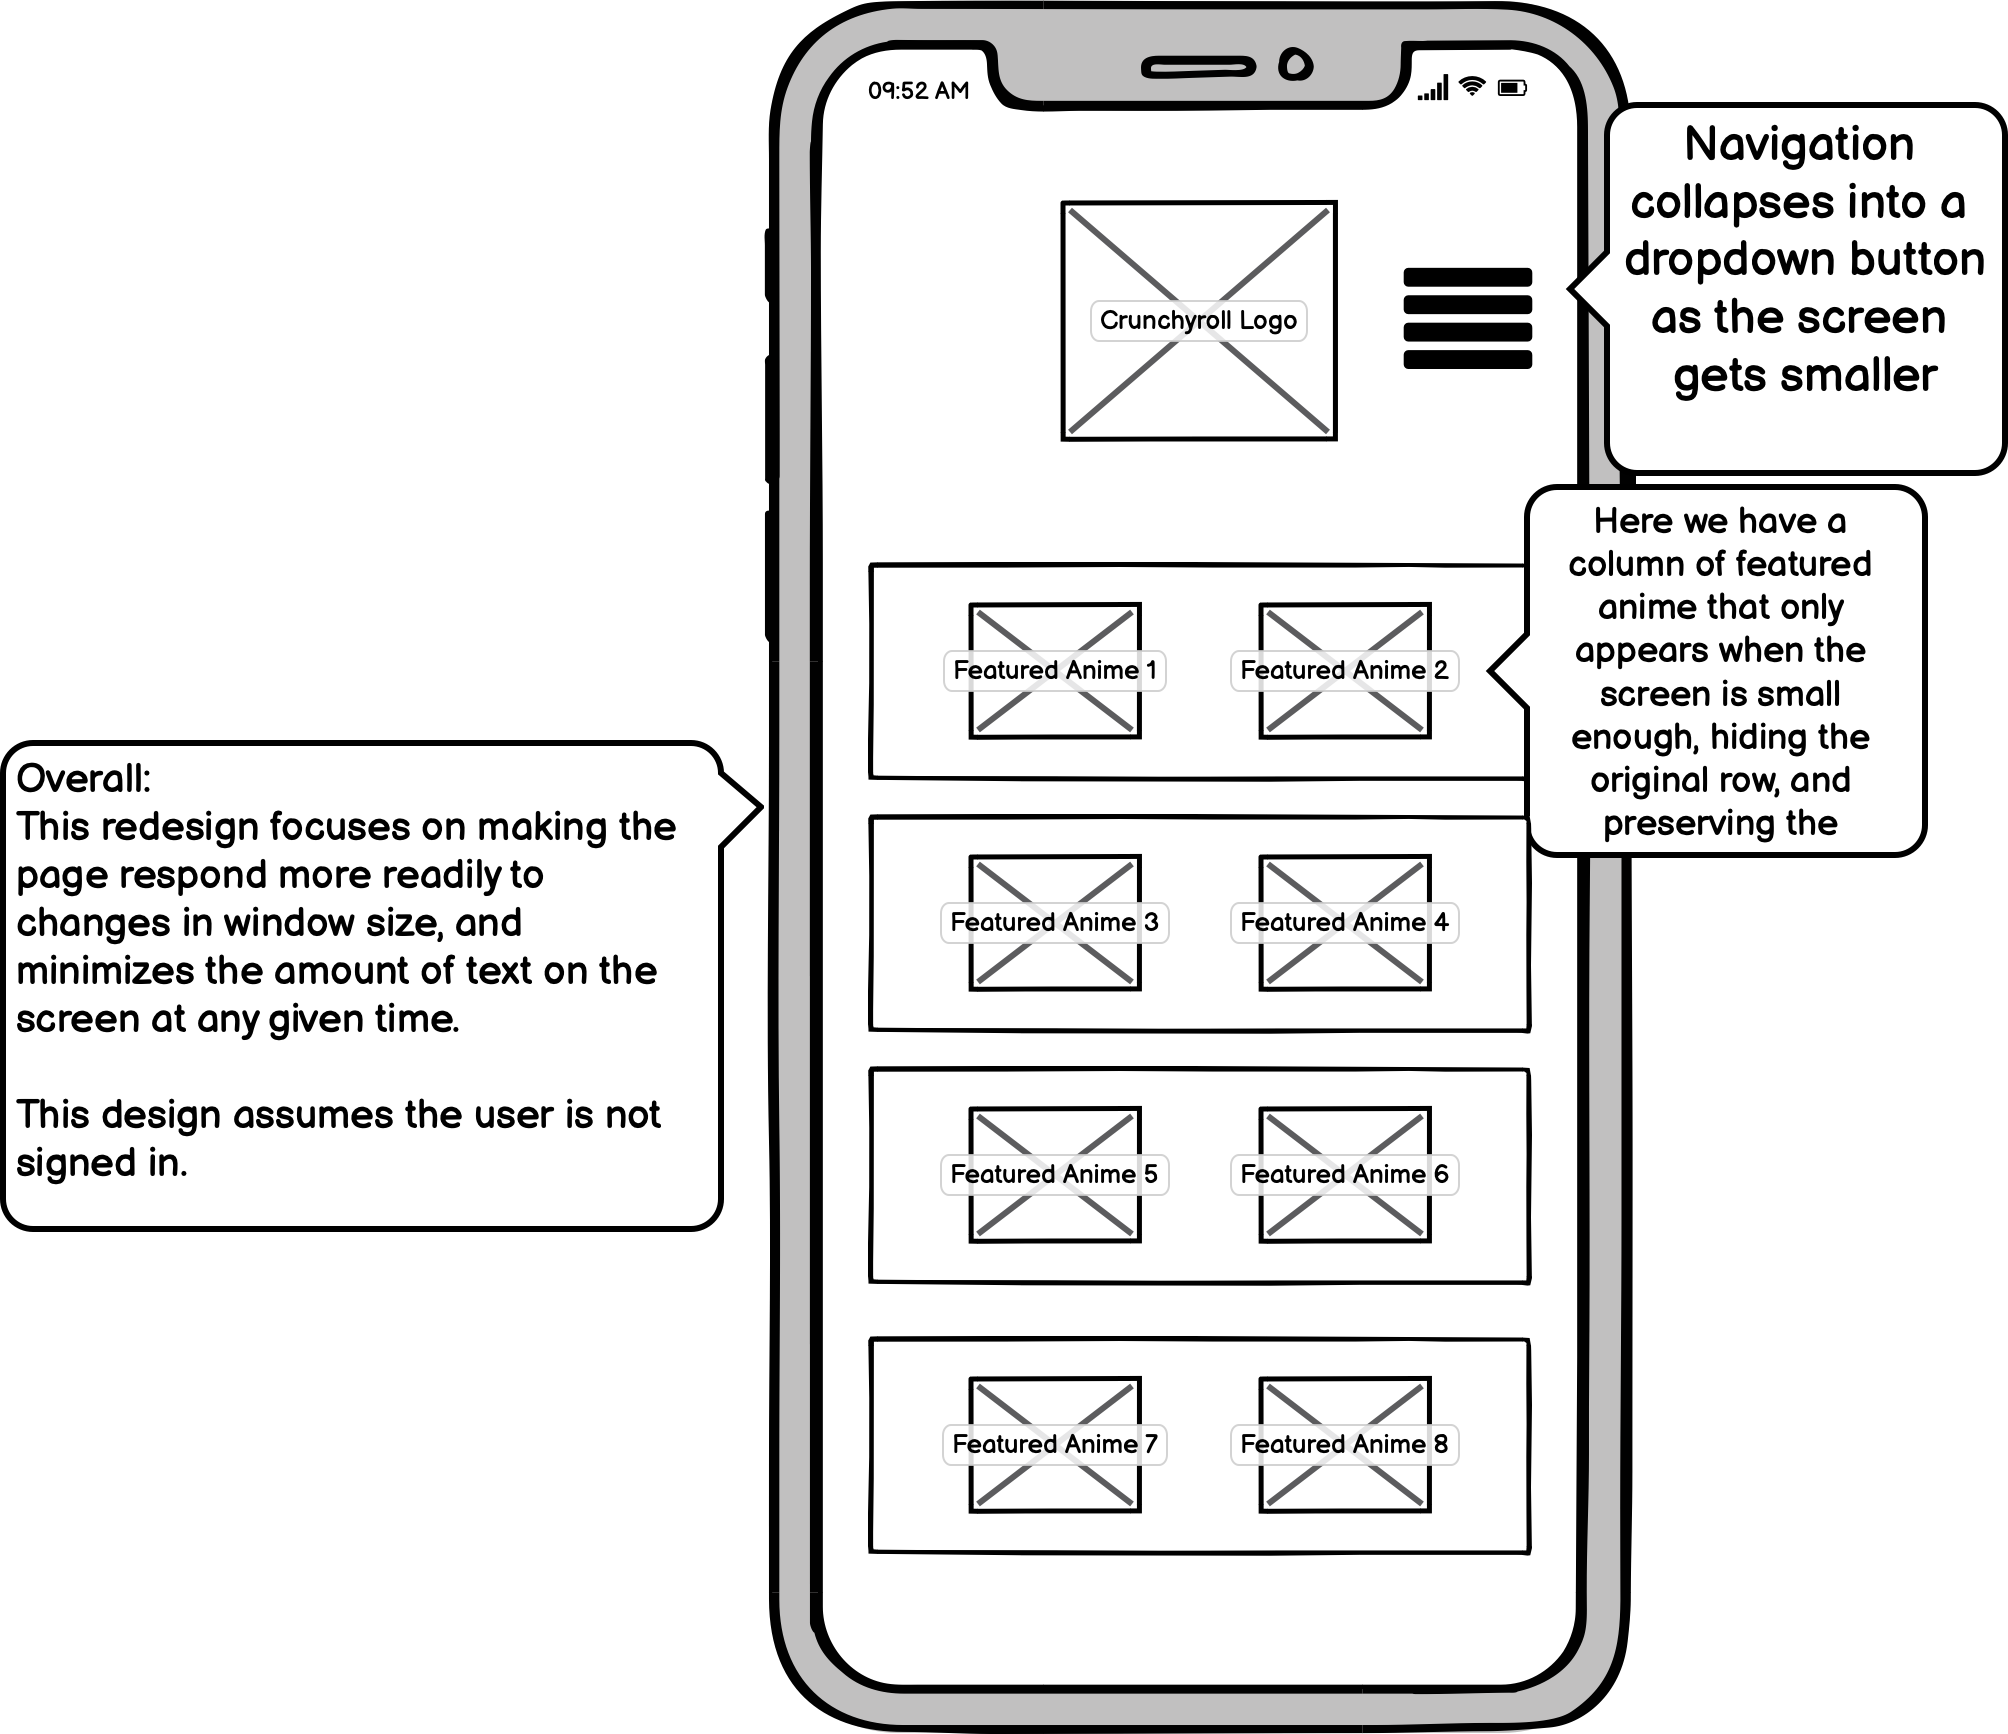 09:52 AM
Navigation
collapses into a
dropdown button
as the screen
gets smaller
Crunchyroll Logo
Here we have a
column of featured
anime that only
appears when the
screen is small
enough, hiding the
original row, and
preserving the
Featured Anime 1
Featured Anime 2
Overall:
This redesign focuses on making the
page respond more readily to
changes in window size, and
minimizes the amount of text on the
screen at any given time.
This design assumes the user is not
signed in.
Featured Anime 3
Featured Anime 4
Featured Anime 5
Featured Anime 6
Featured Anime 7
Featured Anime 8